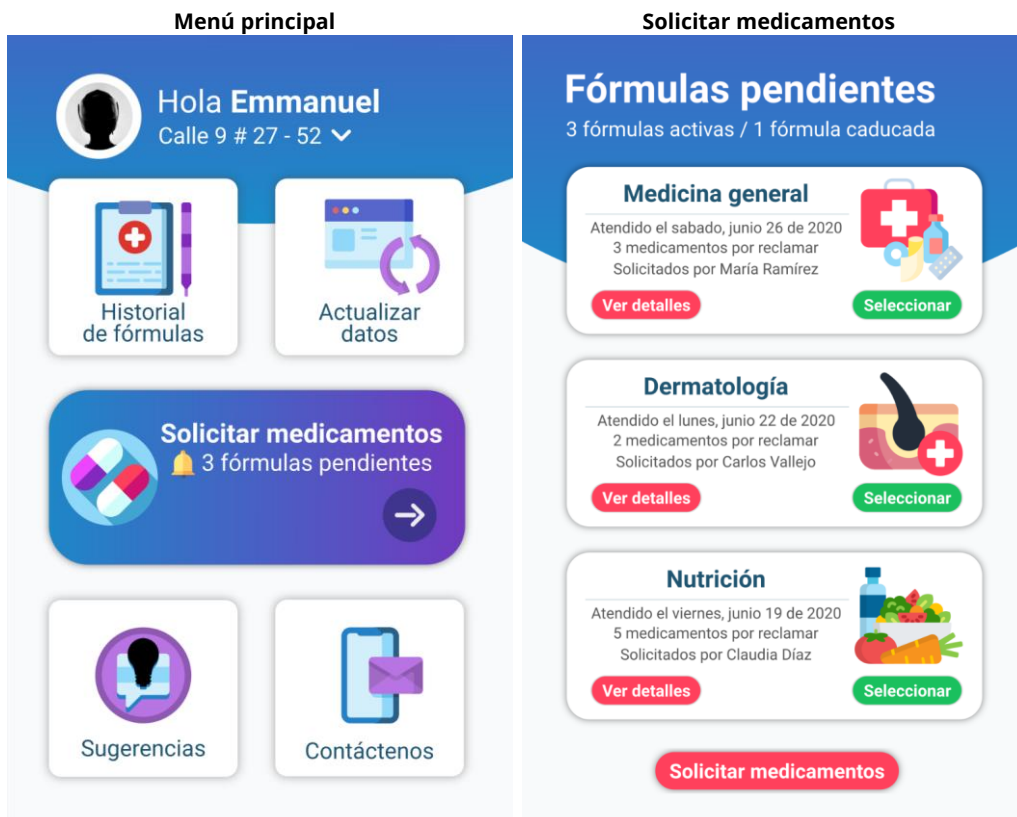 Menú principal
Hola Emmanuel
Calle 9 # 27 - 52
Historial
de fórmulas
Actualizar
datos
Solicitar medicamentos
3 fórmulas pendientes
Sugerencias
Contáctenos
Solicitar medicamentos
Fórmulas pendientes
3 fórmulas activas / 1 fórmula caducada
Medicina general
Atendido el sabado, junio 26 de 2020
3 medicamentos por reclamar
Solicitados por María Ramírez
Ver detalles
Seleccionar
Dermatología
Atendido el lunes, junio 22 de 2020
2 medicamentos por reclamar
Solicitados por Carlos Vallejo
Ver detalles
Seleccionar
Nutrición
Atendido el viernes, junio 19 de 2020
5 medicamentos por reclamar
Solicitados por Claudia Díaz
Ver detalles
Seleccionar
Solicitar medicamentos